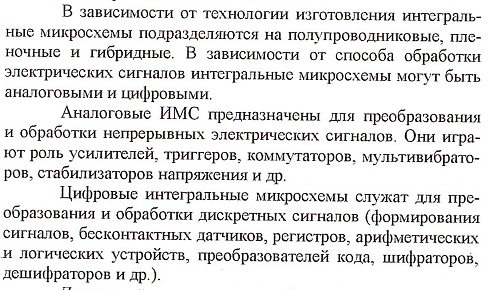 В зависимости от технологии изготовления интеграль-
ные микросхемы подразделяются на полупроводниковые, пле-
ночные и гибридные. В зависимости от способа обработки
электрических сигналов интегральные микросхемы могут быть
аналоговыми и цифровыми.
Аналоговые ИМС предназначены для преобразования
и обработки непрерывных электрических сигналов. Они игра-
ют роль усилителей, триггеров, коммутаторов, мультивибрато-
ров, стабилизаторов напряжения и др.
Цифровые интегральные микросхемы служат для пре-
образования и обработки дискретных сигналов (формирования
сигналов, бесконтактных датчиков, регистров, арифметических
и логических устройств, преобразователей кода, шифраторов,
дешифраторов и др.).